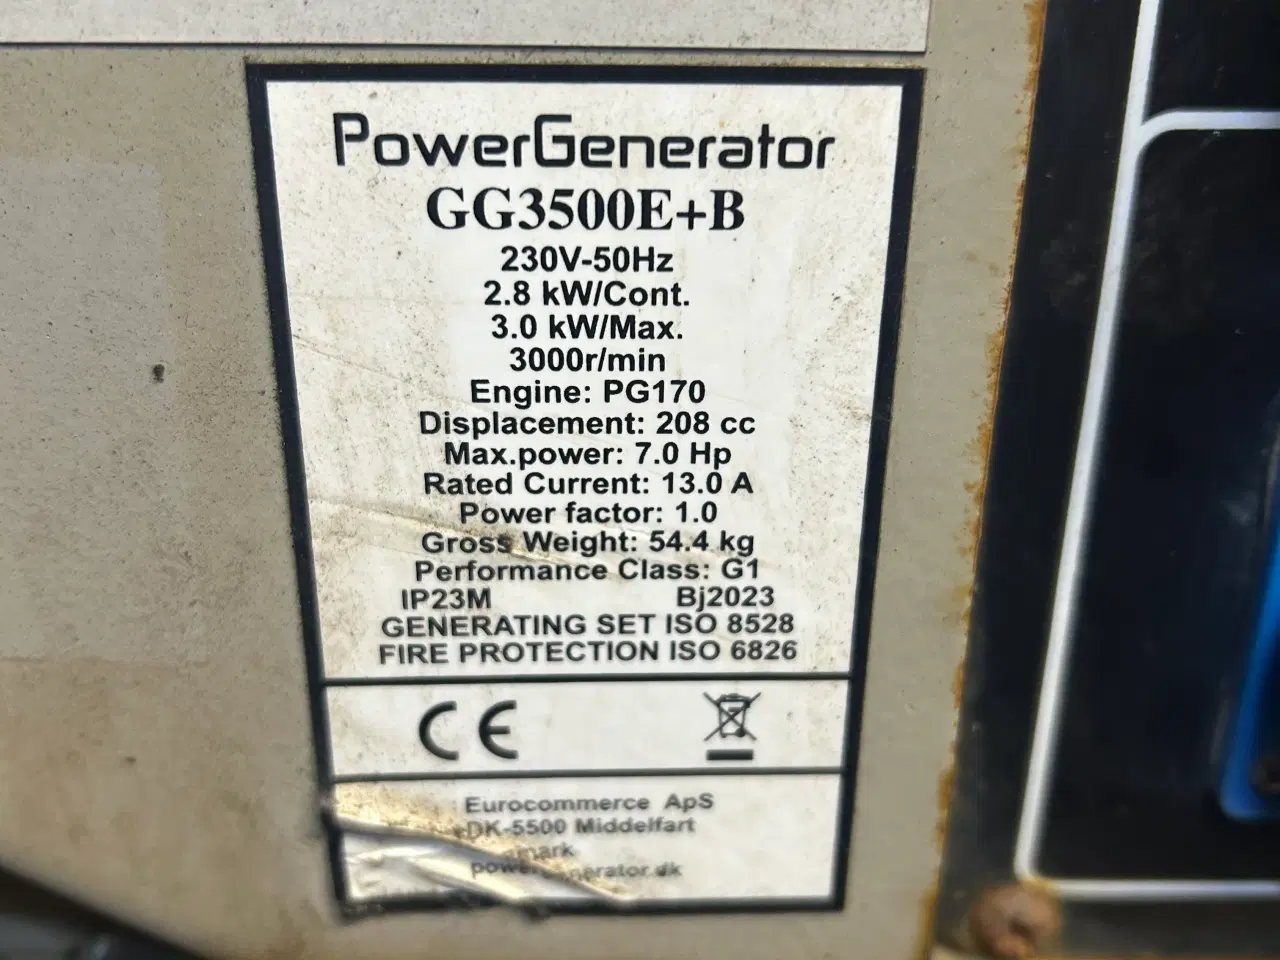 PowerGenerator
GG3500E+B
230V-50Hz
2.8 kW/Cont.
3.0 kW/Max.
3000r/min
Engine: PG170
Displacement: 208 cc
Max.power: 7.0 Hp
Rated Current: 13.0 A
Power factor: 1.0
Gross Weight: 54.4 kg
Performance Class: G1
IP23M Bj2023
GENERATING SET ISO 8528
FIRE PROTECTION ISO 6826
CE
Eurocommerce ApS
DK-5500 Middelfart